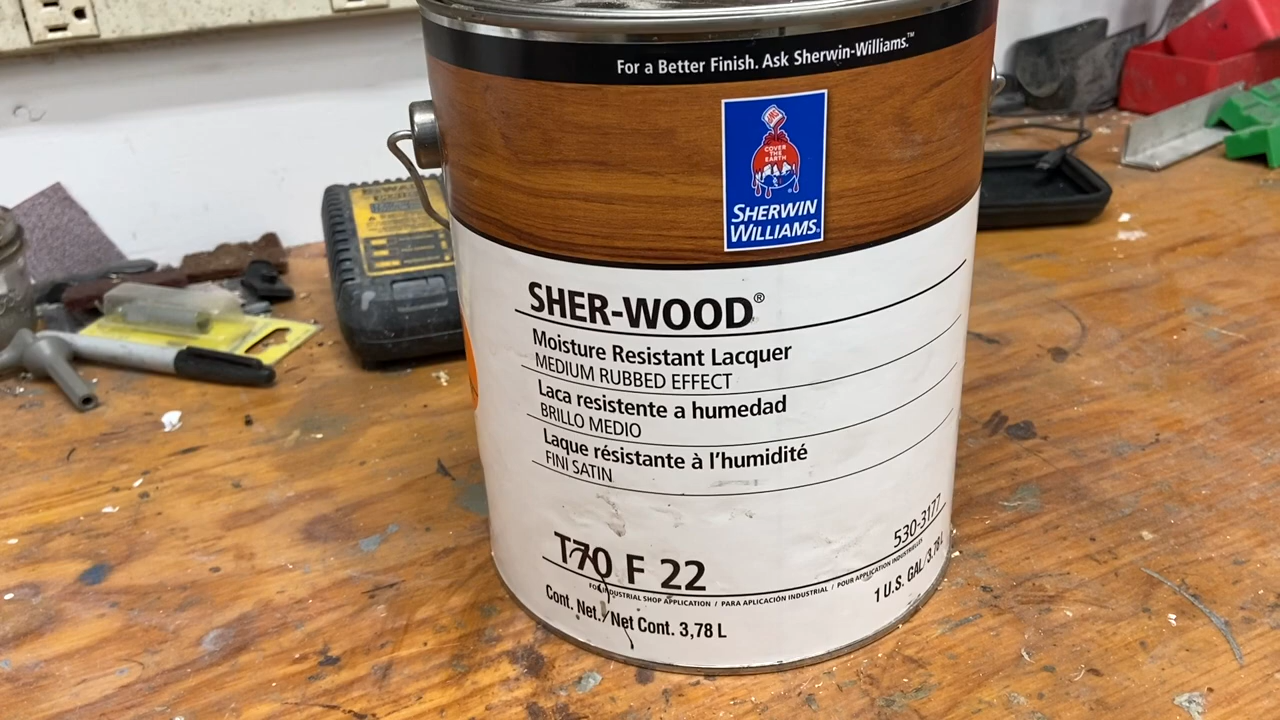 For a Better Finish. Ask Sherwin-Williams.™
COVER
THE
EARTH
SHERWIN
WILLIAMS®
SHER-WOOD®
Moisture Resistant Lacquer
MEDIUM RUBBED EFFECT
Laca resistente a humedad
BRILLO MEDIO
Laque résistante à l'humidité
FINI SATIN
530-3177
T70 F 22
FOR INDUSTRIAL SHOP APPLICATION / PARA APLICACIÓN INDUSTRIAL / POUR APPLICATION INDUSTRIELLES
Cont. Net./Net Cont. 3,78 L
1 U.S. GAL/3.78 L